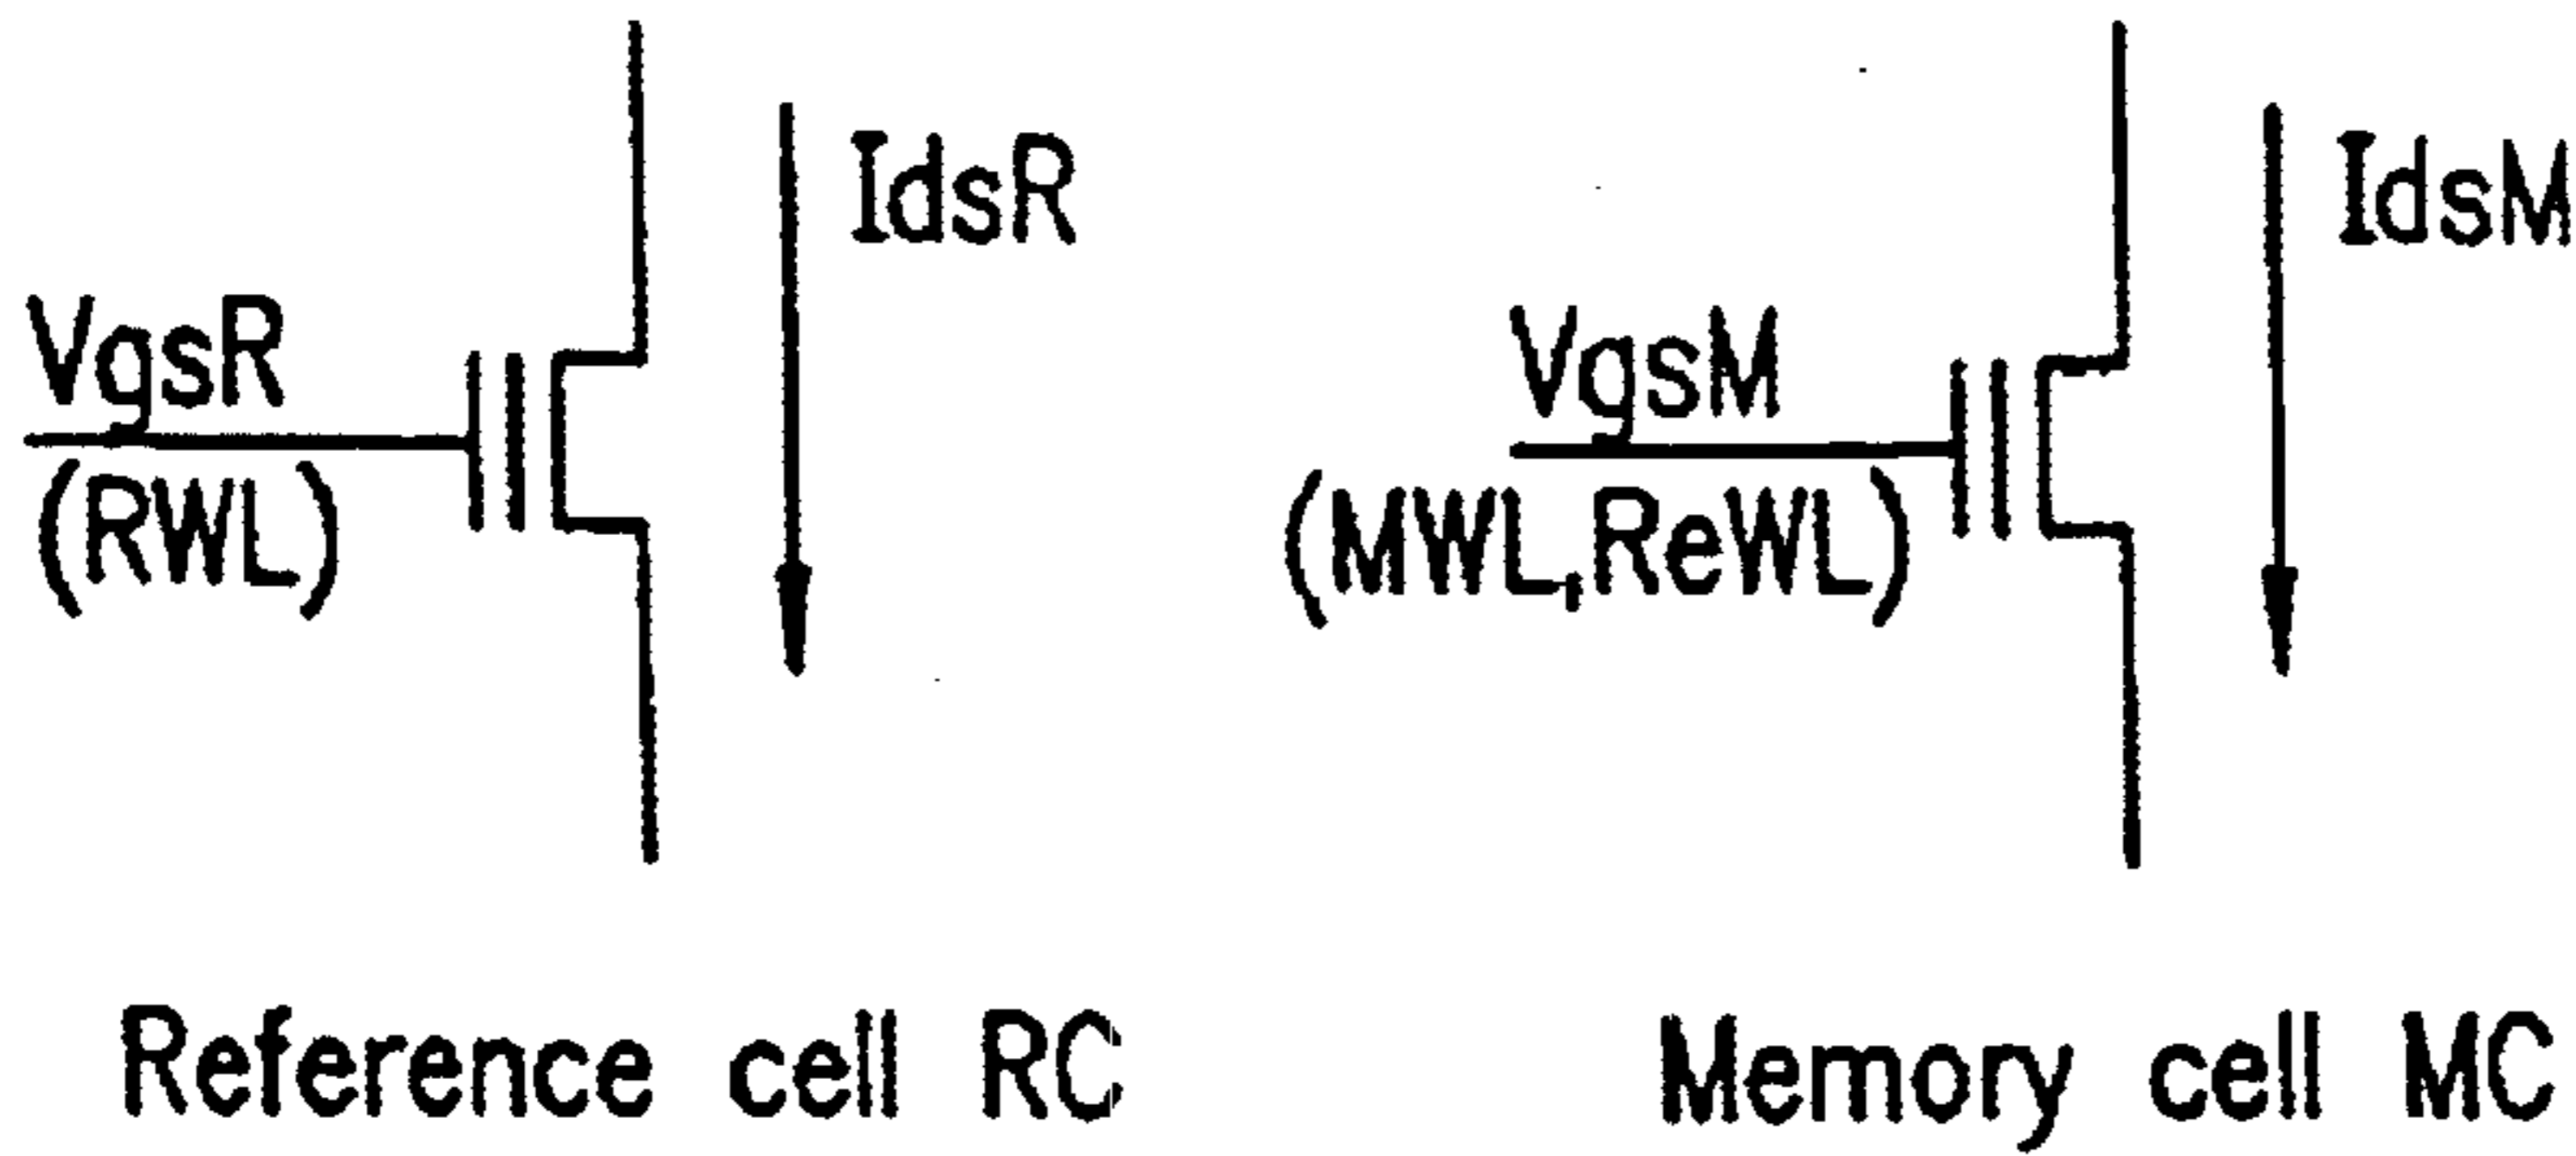 IdsR
IdsM
VgsR
VgsM
(RWL)
(MWL,ReWL)
Reference cell RC
Memory cell MC